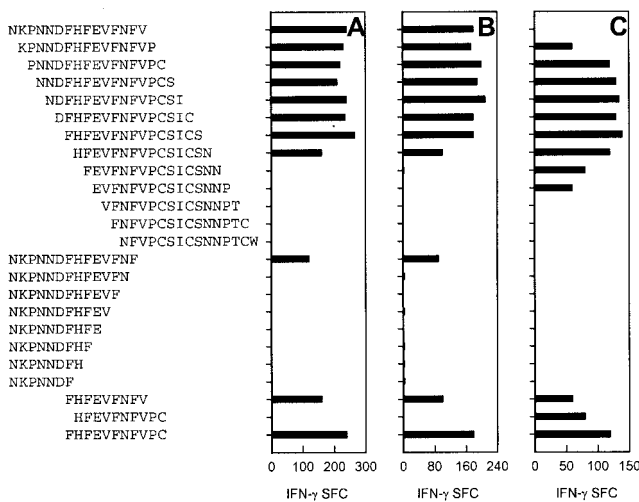 NKPNNDFHFEVFNFV
KPNNDFHFEVFNFVP
PNNDFHFEVFNFVPC
NNDFHFEVFNFVPCS
NDFHFEVFNFVPCSI
DFHFEVFNFVPCSIC
FHFEVFNFVPCSICS
HFEVFNFVPCSICSN
FEVFNFVPCSICSNN
EVFNFVPCSICSNNP
VFNFVPCSICSNNPT
FNFVPCSICSNNPTC
NFVPCSICSNNPTCW
NKPNNDFHFEVFNF
NKPNNDFHFEVFN
NKPNNDFHFEVF
NKPNNDFHFEV
NKPNNDFHFE
NKPNNDFHF
NKPNNDFH
NKPNNDF
FHFEVFNFV
HFEVFNFVPC
FHFEVFNFVPC
A
0 100 200 300
IFN-γ SFC
B
0 80 160 240
IFN-γ SFC
C
0 50 100 150
IFN-γ SFC